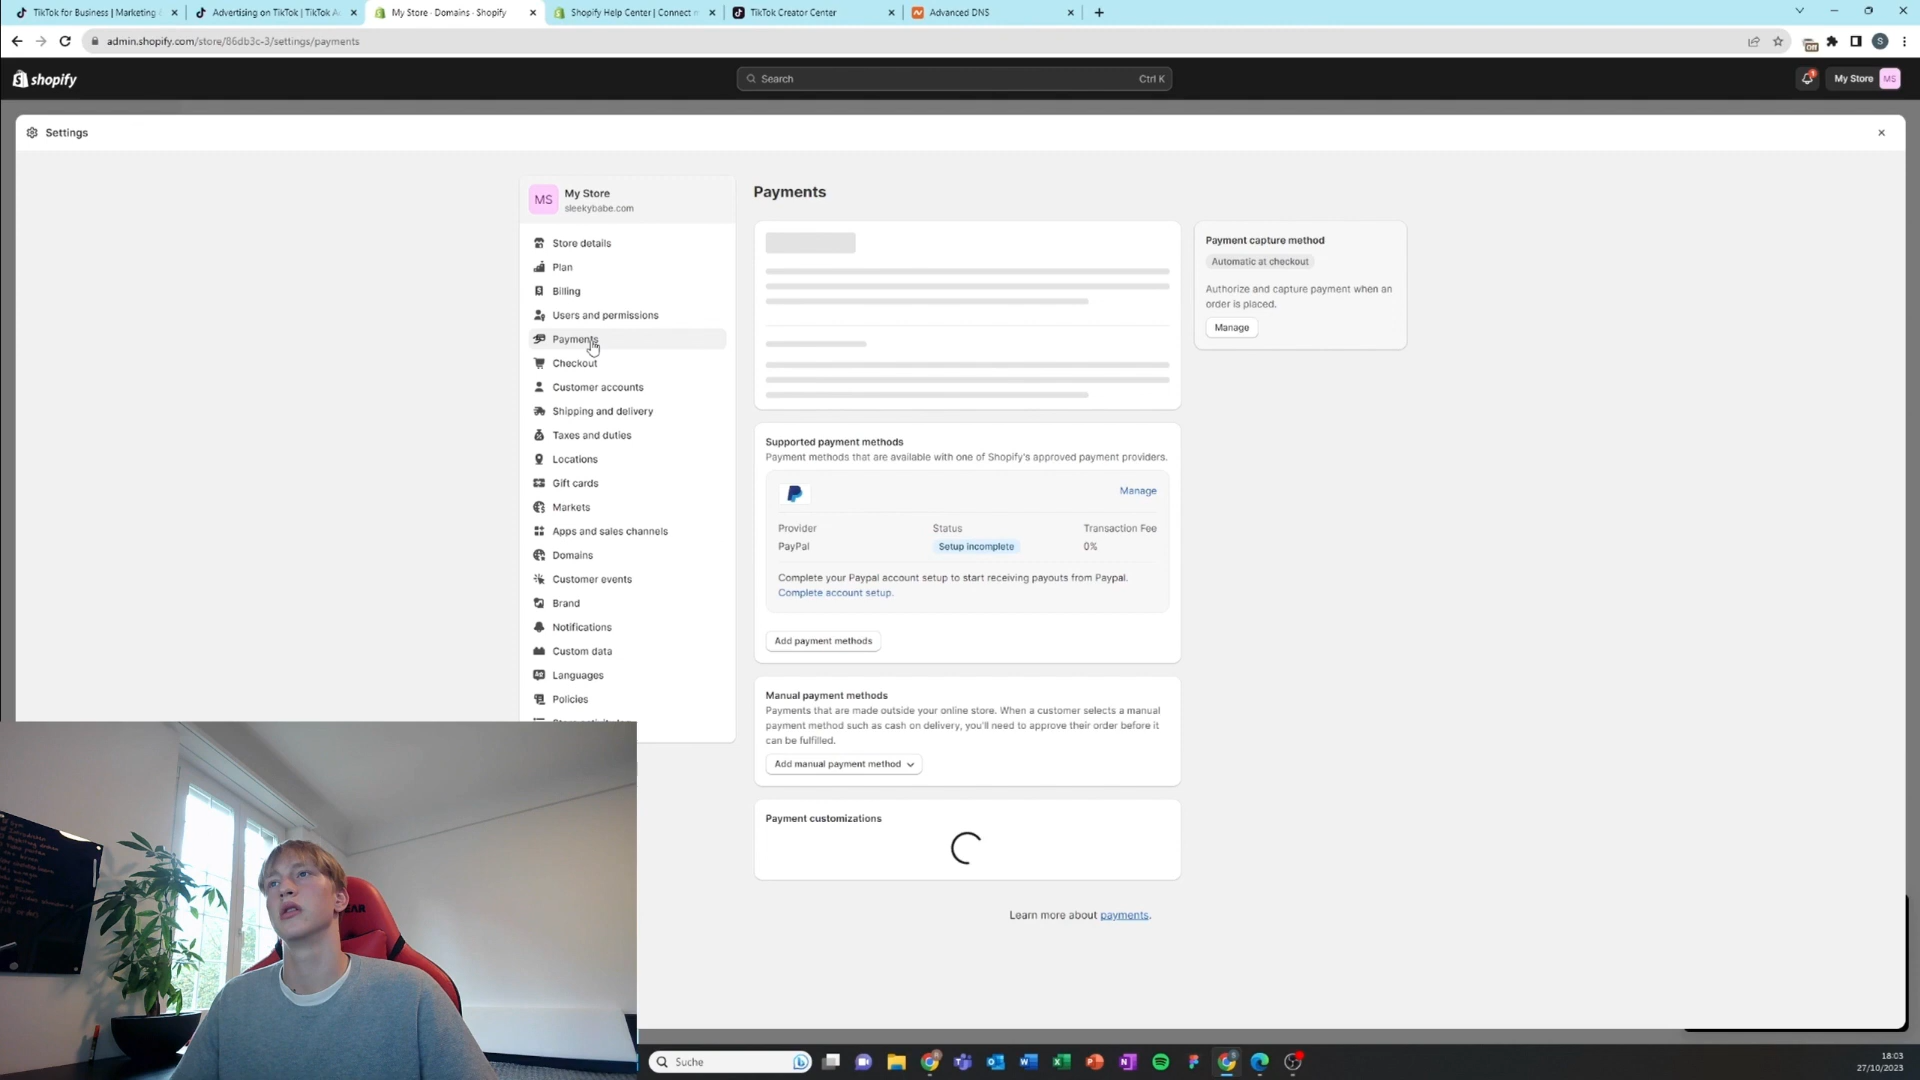 TikTok for Business | Marketing
Advertising on TikTok | TikTok A
My Store · Domains · Shopify
Shopify Help Center | Connect
TikTok Creator Center
Advanced DNS
admin.shopify.com/store/86db3c-3/settings/payments
Off
S
shopify
Search
Ctrl K
My Store
MS
Settings
MS
My Store
sleekybabe.com
Store details
Plan
Billing
Users and permissions
Payments
Checkout
Customer accounts
Shipping and delivery
Taxes and duties
Locations
Gift cards
Markets
Apps and sales channels
Domains
Customer events
Brand
Notifications
Custom data
Languages
Policies
Payments
Payment capture method
Automatic at checkout
Authorize and capture payment when an
order is placed.
Manage
Supported payment methods
Payment methods that are available with one of Shopify's approved payment providers.
Manage
Provider
Status
Transaction Fee
PayPal
Setup incomplete
0%
Complete your Paypal account setup to start receiving payouts from Paypal.
Complete account setup.
Add payment methods
Manual payment methods
Payments that are made outside your online store. When a customer selects a manual
payment method such as cash on delivery, you'll need to approve their order before it
can be fulfilled.
Add manual payment method
Payment customizations
Learn more about payments.
Suche
18:03
27/10/2023